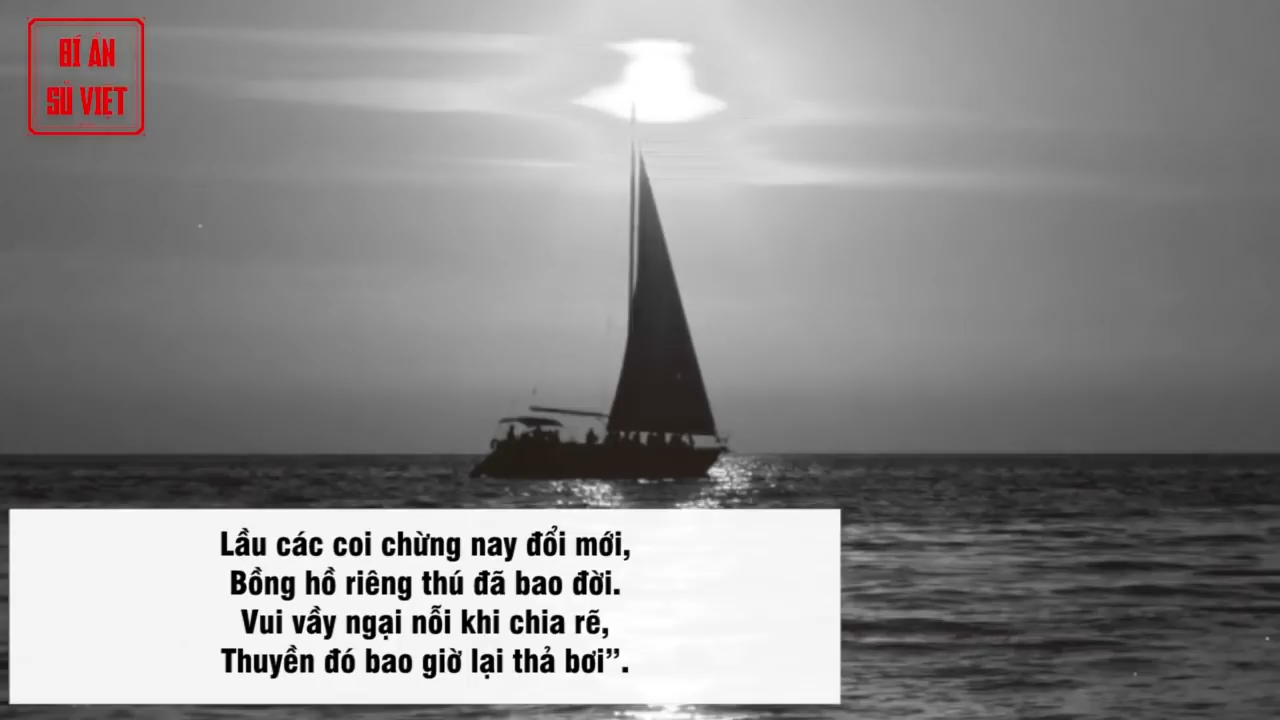 BÍ ẨN
SỬ VIỆT
Lầu các coi chừng nay đổi mới,
Bồng hồ riêng thú đã bao đời.
Vui vầy ngại nỗi khi chia rẽ,
Thuyền đó bao giờ lại thả bơi”.